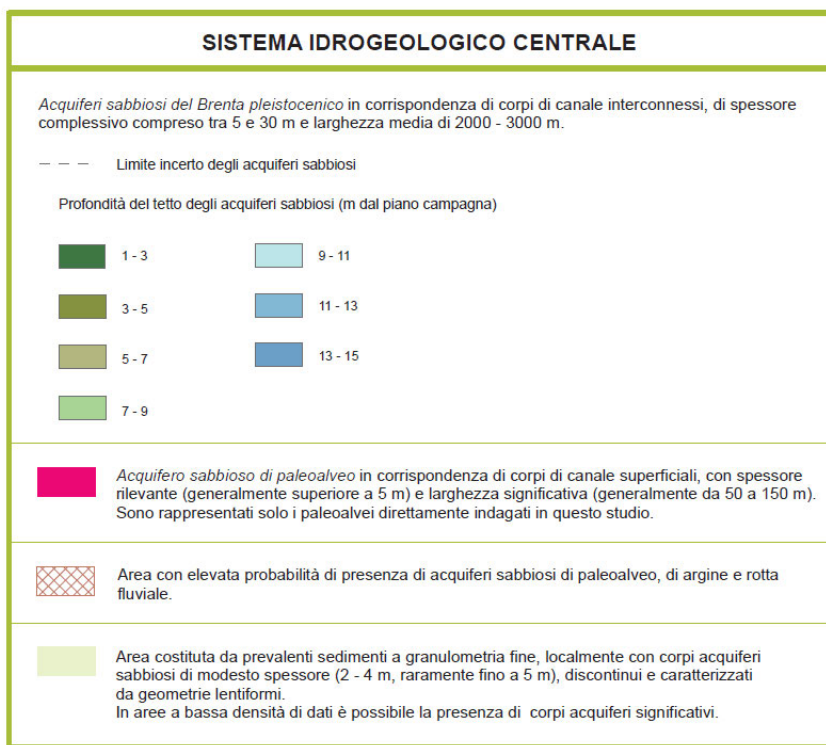 SISTEMA IDROGEOLOGICO CENTRALE
Acquiferi sabbiosi del Brenta pleistocenico in corrispondenza di corpi di canale interconnessi, di spessore
complessivo compreso tra 5 e 30 m e larghezza media di 2000 - 3000 m.
Limite incerto degli acquiferi sabbiosi
Profondità del tetto degli acquiferi sabbiosi (m dal piano campagna)
1 - 3
3 - 5
5 - 7
7 - 9
9 - 11
11 - 13
13 - 15
Acquifero sabbioso di paleoalveo in corrispondenza di corpi di canale superficiali, con spessore
rilevante (generalmente superiore a 5 m) e larghezza significativa (generalmente da 50 a 150 m).
Sono rappresentati solo i paleoalvei direttamente indagati in questo studio.
Area con elevata probabilità di presenza di acquiferi sabbiosi di paleoalveo, di argine e rotta
fluviale.
Area costituta da prevalenti sedimenti a granulometria fine, localmente con corpi acquiferi
sabbiosi di modesto spessore (2 - 4 m, raramente fino a 5 m), discontinui e caratterizzati
da geometrie lentiformi.
In aree a bassa densità di dati è possibile la presenza di corpi acquiferi significativi.